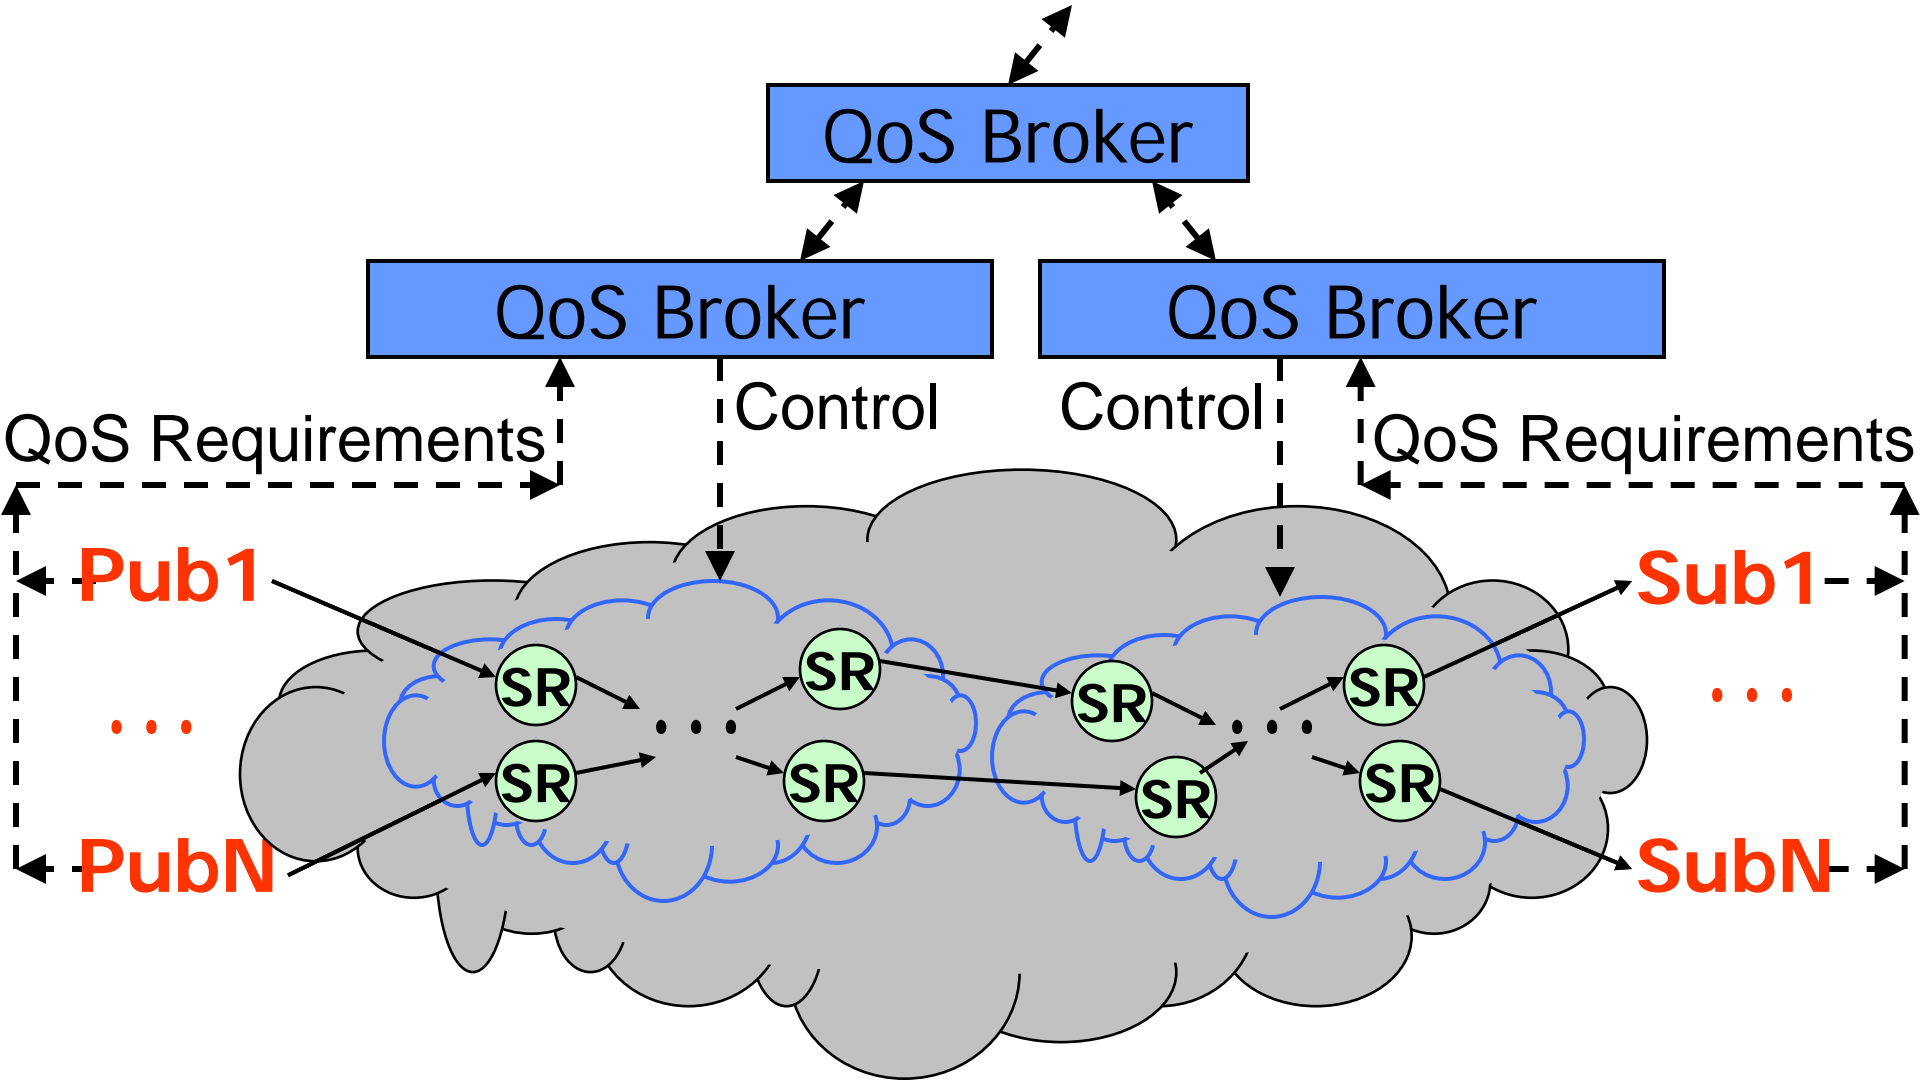 QoS Broker
QoS Broker
QoS Broker
Control
Control
QoS Requirements
QoS Requirements
Pub1
Sub1
SR
SR
SR
SR
...
...
...
...
SR
SR
SR
SR
PubN
SubN